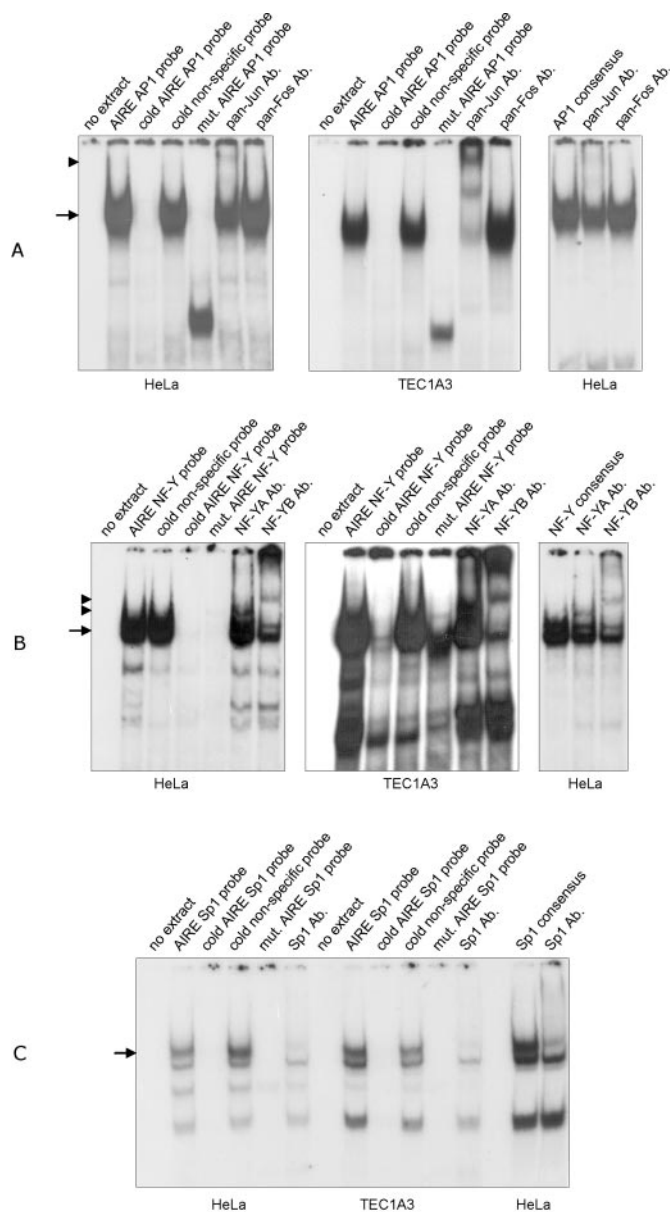 no extract
AIRE AP1 probe
cold AIRE AP1 probe
cold non-specific probe
mut. AIRE AP1 probe
pan-Jun Ab.
pan-Fos Ab.
no extract
AIRE AP1 probe
cold AIRE AP1 probe
cold non-specific probe
mut. AIRE AP1 probe
pan-Jun Ab.
pan-Fos Ab.
AP1 consensus
pan-Jun Ab.
pan-Fos Ab.
A
HeLa
TEC1A3
HeLa
no extract
AIRE NF-Y probe
cold non-specific probe
cold AIRE NF-Y probe
mut. AIRE NF-Y probe
NF-YA Ab.
NF-YB Ab.
no extract
AIRE NF-Y probe
cold AIRE NF-Y probe
cold non-specific probe
mut. AIRE NF-Y probe
NF-YA Ab.
NF-YB Ab.
NF-Y consensus
NF-YA Ab.
NF-YB Ab.
B
HeLa
TEC1A3
HeLa
no extract
AIRE Sp1 probe
cold AIRE Sp1 probe
cold non-specific probe
mut. AIRE Sp1 probe
Sp1 Ab.
no extract
AIRE Sp1 probe
cold AIRE Sp1 probe
cold non-specific probe
mut. AIRE Sp1 probe
Sp1 Ab.
Sp1 consensus
Sp1 Ab.
C
HeLa
TEC1A3
HeLa